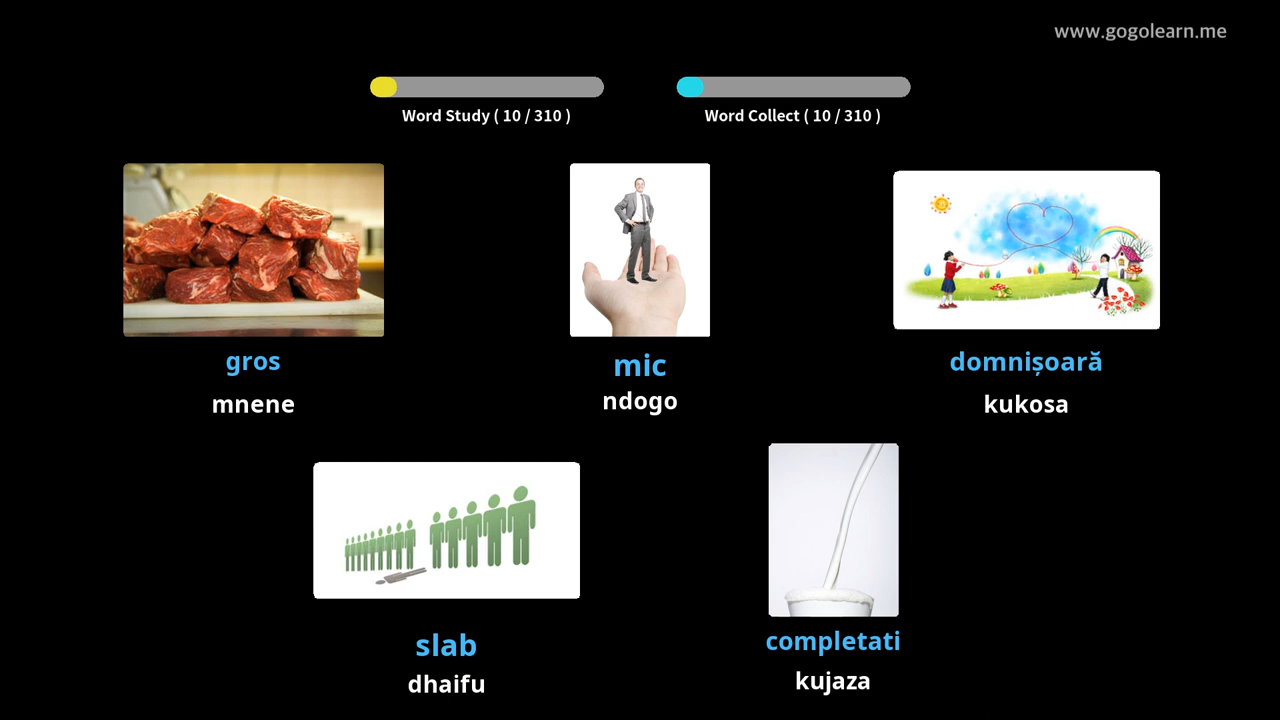 www.gogolearn.me
Word Study ( 10 / 310 )
Word Collect ( 10 / 310 )
gros
mnene
mic
ndogo
domnișoară
kukosa
slab
dhaifu
completati
kujaza